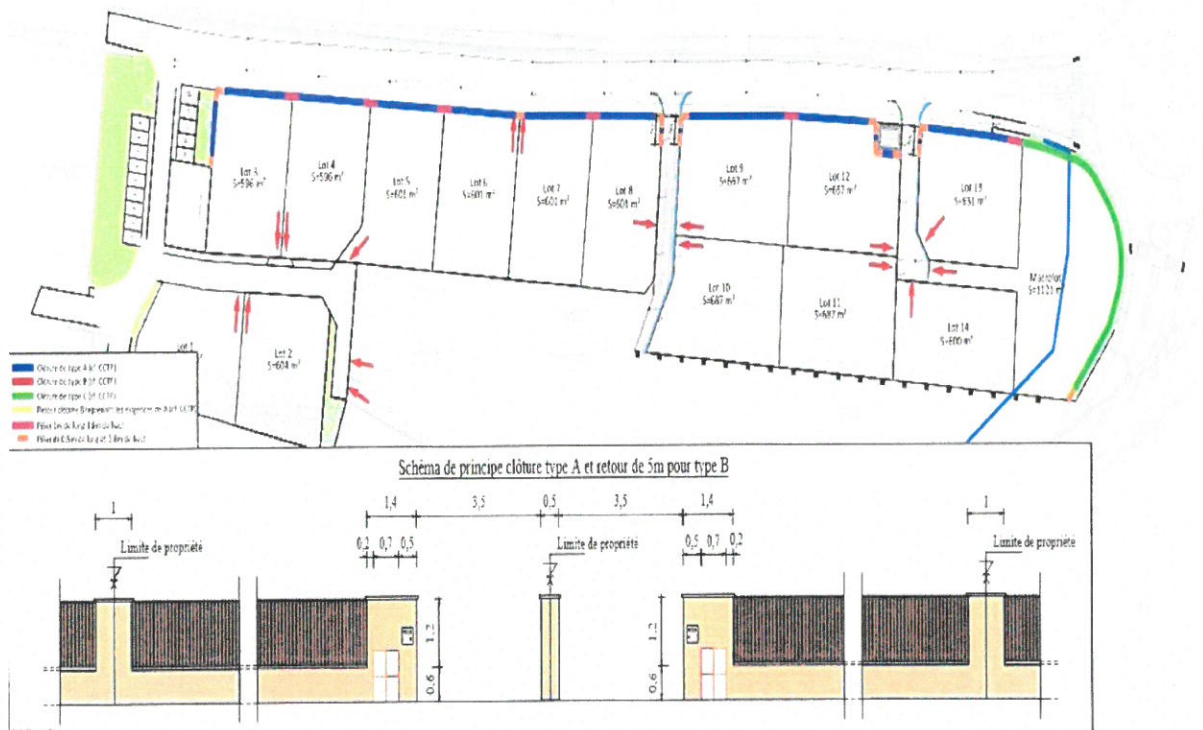 Lot 3
S=596 m²
Lot 4
S=596 m²
Lot 5
S=601 m²
Lot 6
S=601 m²
Lot 7
S=601 m²
Lot 8
S=601 m²
Lot 9
S=667 m²
Lot 12
S=667 m²
Lot 13
S=631 m²
Lot 10
S=667 m²
Lot 11
S=667 m²
Lot 14
S=600 m²
Macrolot
Lot 1
Lot 2
S=604 m²
Clôture de type A (cf. CCTP)
Clôture de type B (cf. CCTP)
Clôture de type C (cf. CCTP)
Schéma de principe clôture type A et retour de 5m pour type B
1
1,4
3,5
0,5
3,5
1,4
1
Limite de propriété
0,2
0,7
0,5
Limite de propriété
0,5
0,7
0,2
Limite de propriété
1,2
0,6
1,2
0,6